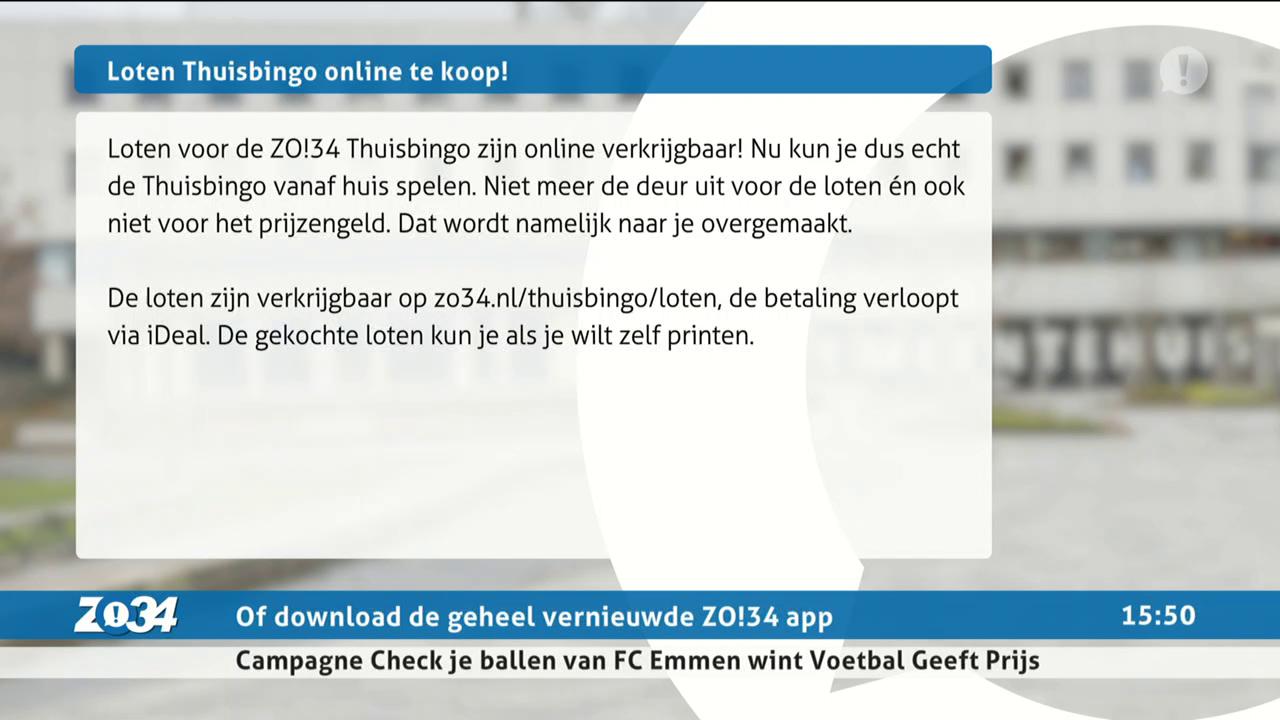 Loten Thuisbingo online te koop!
Loten voor de ZO!34 Thuisbingo zijn online verkrijgbaar! Nu kun je dus echt
de Thuisbingo vanaf huis spelen. Niet meer de deur uit voor de loten én ook
niet voor het prijzengeld. Dat wordt namelijk naar je overgemaakt.
De loten zijn verkrijgbaar op zo34.nl/thuisbingo/loten, de betaling verloopt
via iDeal. De gekochte loten kun je als je wilt zelf printen.
ZO!34
Of download de geheel vernieuwde ZO!34 app
15:50
Campagne Check je ballen van FC Emmen wint Voetbal Geeft Prijs